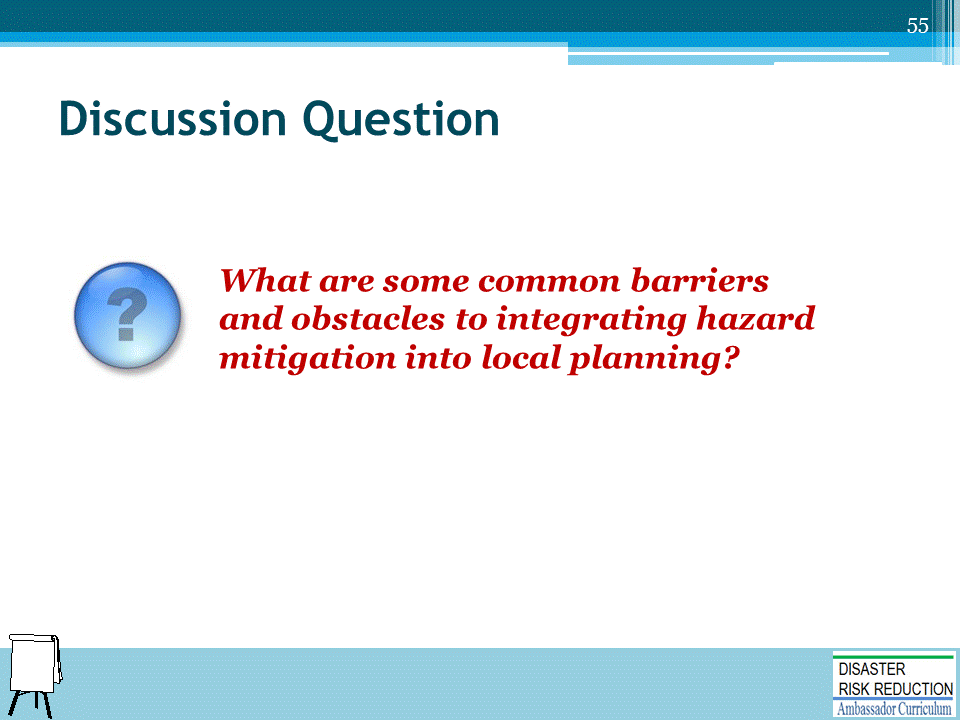 55
Discussion Question
?
What are some common barriers
and obstacles to integrating hazard
mitigation into local planning?
DISASTER
RISK REDUCTION
Ambassador Curriculum